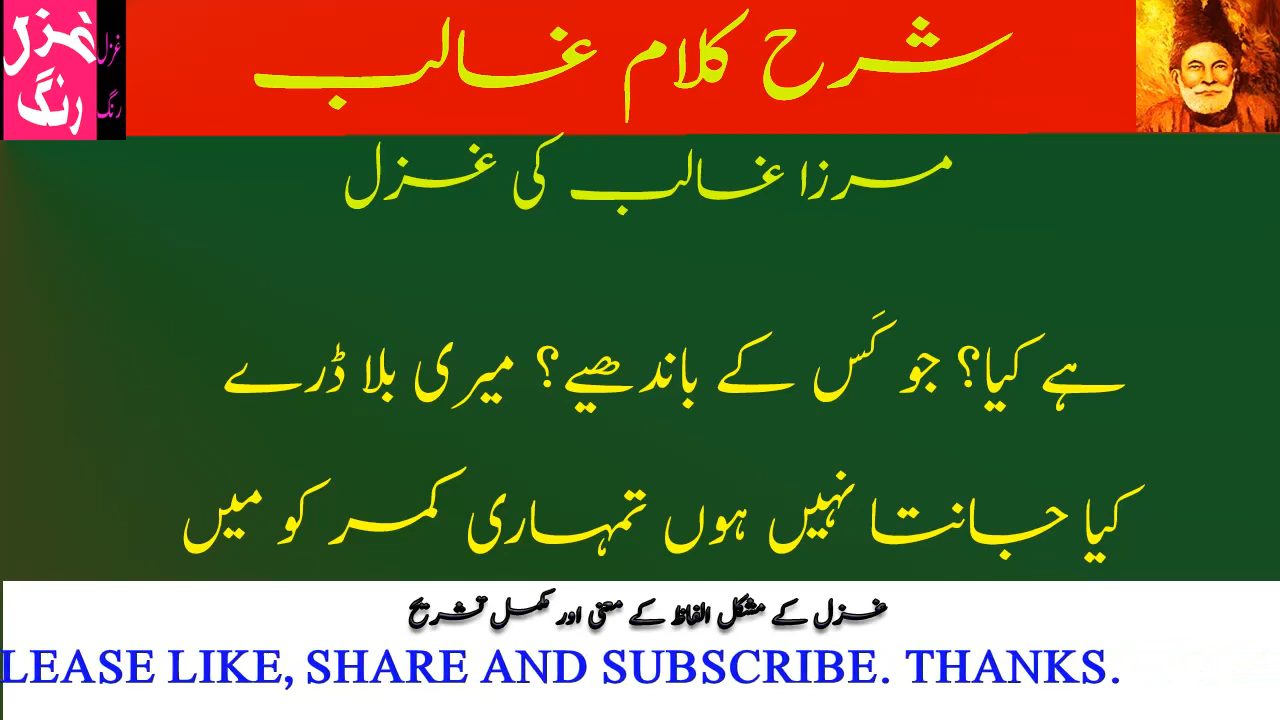 غزل رنگ
غزل رنگ
شرح کلام غالب
مرزا غالب کی غزل
ہے کیا؟ جو کَس کے باندھیے؟ میری بلا ڈرے
کیا جانتا نہیں ہوں تمہاری کمر کو میں
غزل کے مشکل الفاظ کے معنی اور مکمل تشریح
LEASE LIKE, SHARE AND SUBSCRIBE. THANKS.